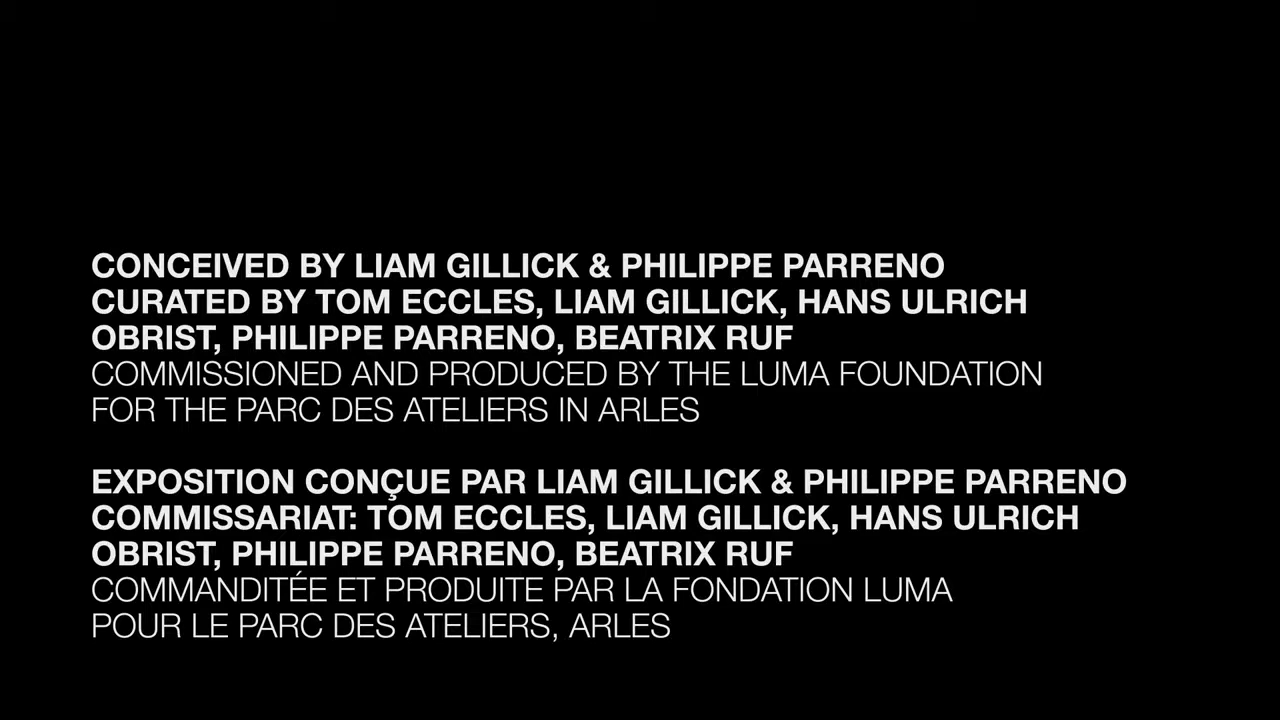 CONCEIVED BY LIAM GILLICK & PHILIPPE PARRENO
CURATED BY TOM ECCLES, LIAM GILLICK, HANS ULRICH
OBRIST, PHILIPPE PARRENO, BEATRIX RUF
COMMISSIONED AND PRODUCED BY THE LUMA FOUNDATION
FOR THE PARC DES ATELIERS IN ARLES
EXPOSITION CONÇUE PAR LIAM GILLICK & PHILIPPE PARRENO
COMMISSARIAT: TOM ECCLES, LIAM GILLICK, HANS ULRICH
OBRIST, PHILIPPE PARRENO, BEATRIX RUF
COMMANDITÉE ET PRODUITE PAR LA FONDATION LUMA
POUR LE PARC DES ATELIERS, ARLES